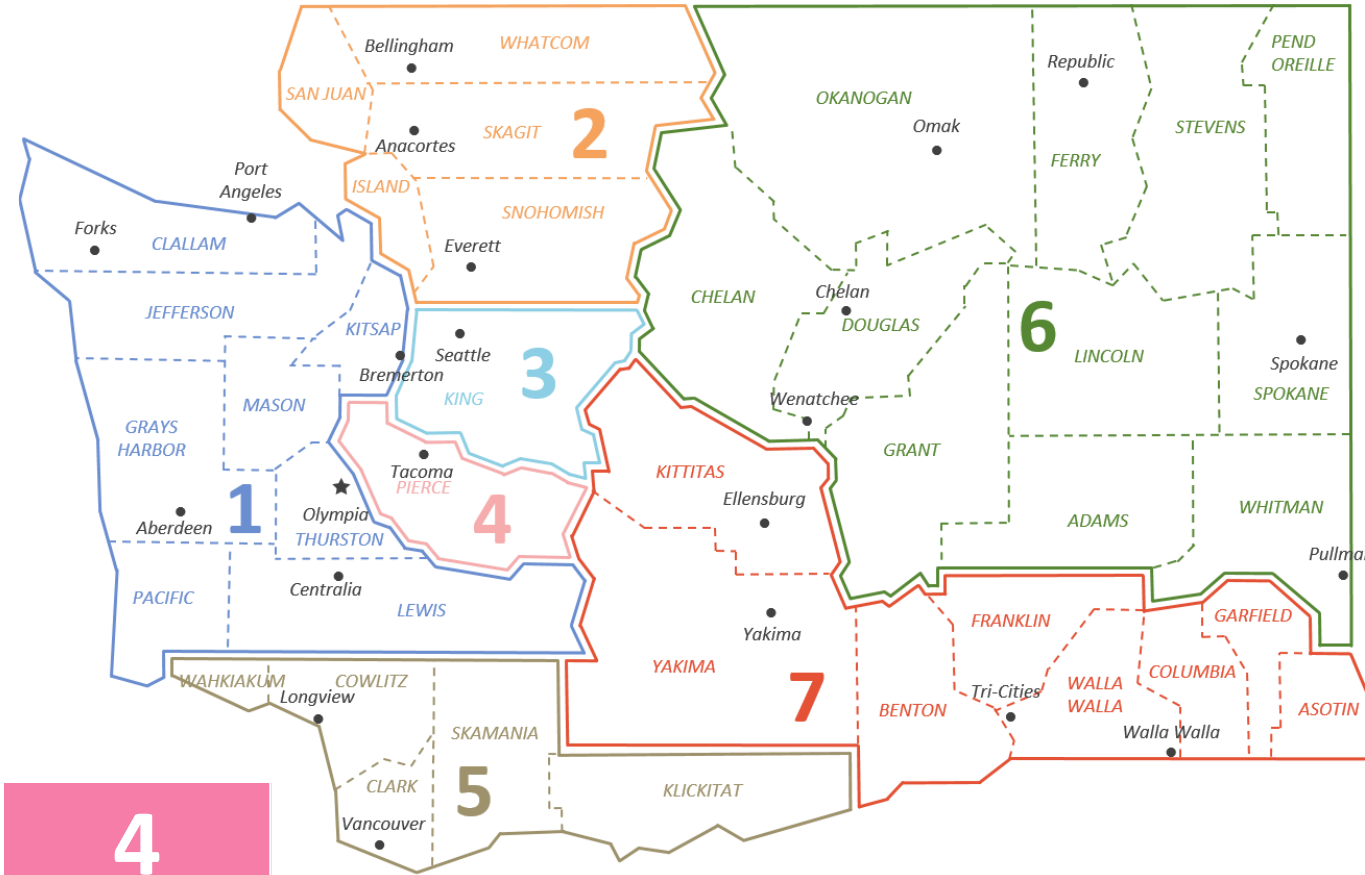 WHATCOM
Bellingham
SAN JUAN
SKAGIT
2
Anacortes
ISLAND
SNOHOMISH
Everett
PEND
OREILLE
Republic
OKANOGAN
Omak
STEVENS
FERRY
CHELAN
Chelan
DOUGLAS
6
LINCOLN
Spokane
SPOKANE
Wenatchee
GRANT
ADAMS
WHITMAN
Port
Angeles
Forks
CLALLAM
JEFFERSON
KITSAP
Bremerton
MASON
GRAYS
HARBOR
1
Aberdeen
Olympia
THURSTON
Centralia
PACIFIC
LEWIS
Seattle
3
KING
Tacoma
PIERCE
4
KITTITAS
Ellensburg
Yakima
YAKIMA
7
FRANKLIN
GARFIELD
COLUMBIA
WALLA
WALLA
Tri-Cities
BENTON
Walla Walla
ASOTIN
WAHKIAKUM
COWLITZ
Longview
SKAMANIA
CLARK
5
KLICKITAT
Vancouver
4